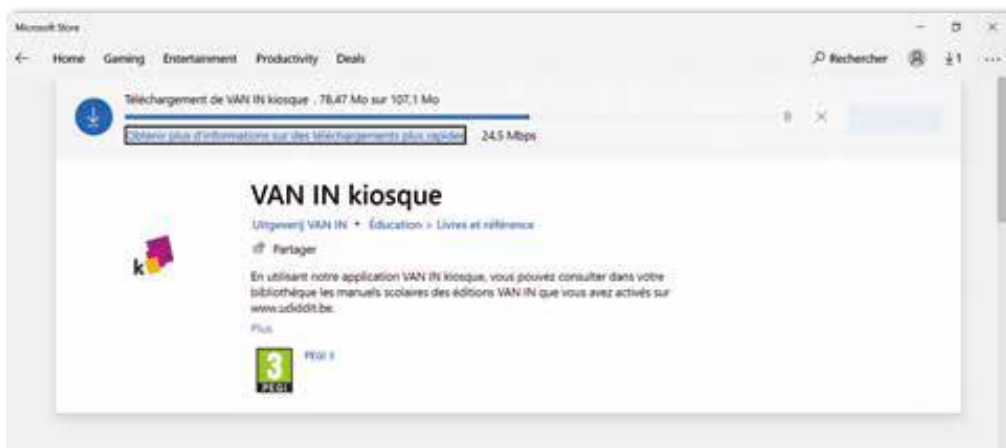 Microsoft Store
Home Gaming Entertainment Productivity Deals Rechercher 1 ...
Téléchargement de VAN IN kiosque . 78,47 Mo sur 107,1 Mo
Obtenir plus d'informations sur des téléchargements plus rapides 24,5 Mbps
VAN IN kiosque
Uitgeverij VAN IN • Éducation > Livres et référence
Partager
k
En utilisant notre application VAN IN kiosque, vous pouvez consulter dans votre
bibliothèque les manuels scolaires des éditions VAN IN que vous avez activés sur
www.udiddit.be.
Plus
3 PEGI 3
PEGI